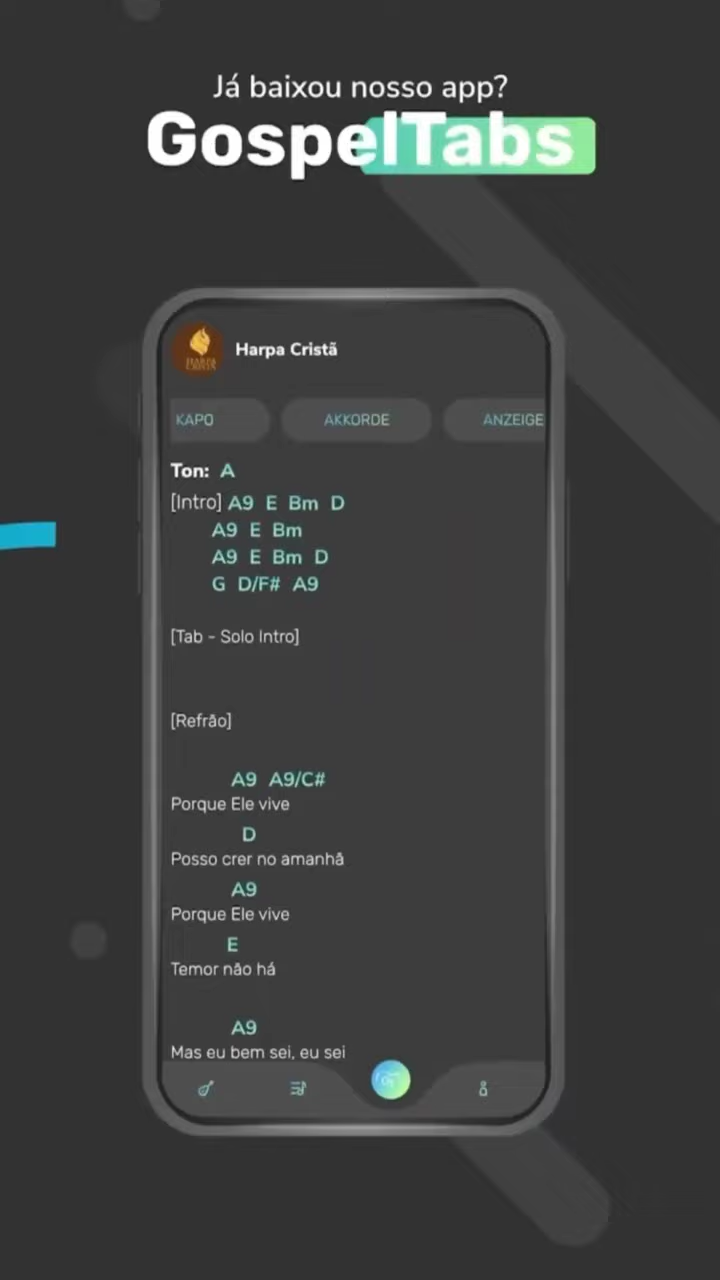 Já baixou nosso app?
GospelTabs
HARPA
CRISTÃ
Harpa Cristã
KAPO
AKKORDE
ANZEIGE
Ton: A
[Intro] A9 E Bm D
A9 E Bm
A9 E Bm D
G D/F# A9
[Tab - Solo Intro]
[Refrão]
A9 A9/C#
Porque Ele vive
D
Posso crer no amanhã
A9
Porque Ele vive
E
Temor não há
A9
Mas eu bem sei, eu sei